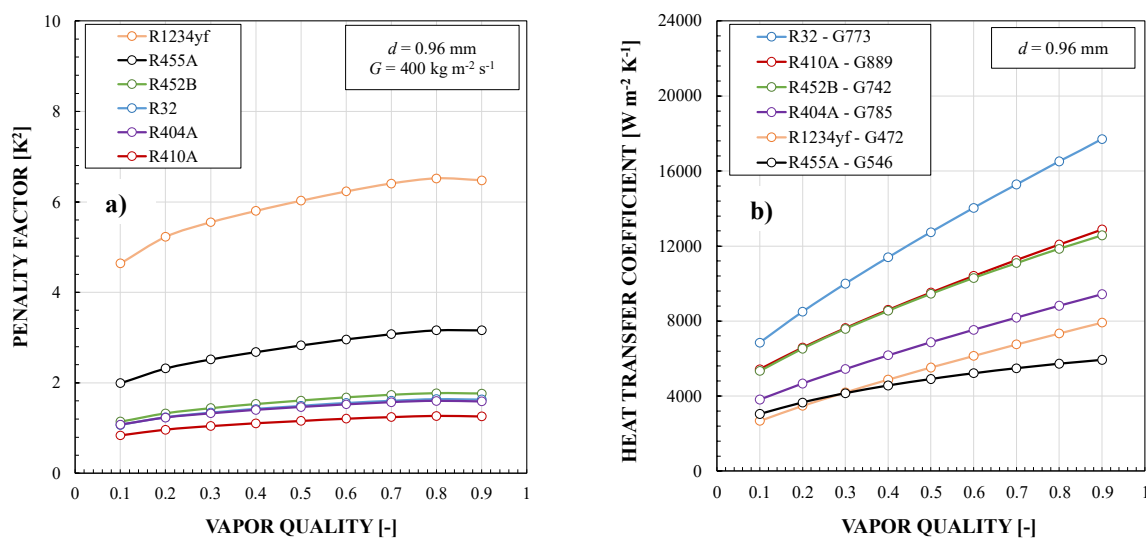 10
8
6
4
2
0
0
0.1
0.2
0.3
0.4
0.5
0.6
0.7
0.8
0.9
1
PENALTY FACTOR [K²]
VAPOR QUALITY [-]
R1234yf
R455A
R452B
R32
R404A
R410A
d = 0.96 mm
G = 400 kg m⁻² s⁻¹
a)
24000
20000
16000
12000
8000
4000
0
0
0.1
0.2
0.3
0.4
0.5
0.6
0.7
0.8
0.9
1
HEAT TRANSFER COEFFICIENT [W m⁻² K⁻¹]
VAPOR QUALITY [-]
R32 - G773
R410A - G889
R452B - G742
R404A - G785
R1234yf - G472
R455A - G546
d = 0.96 mm
b)